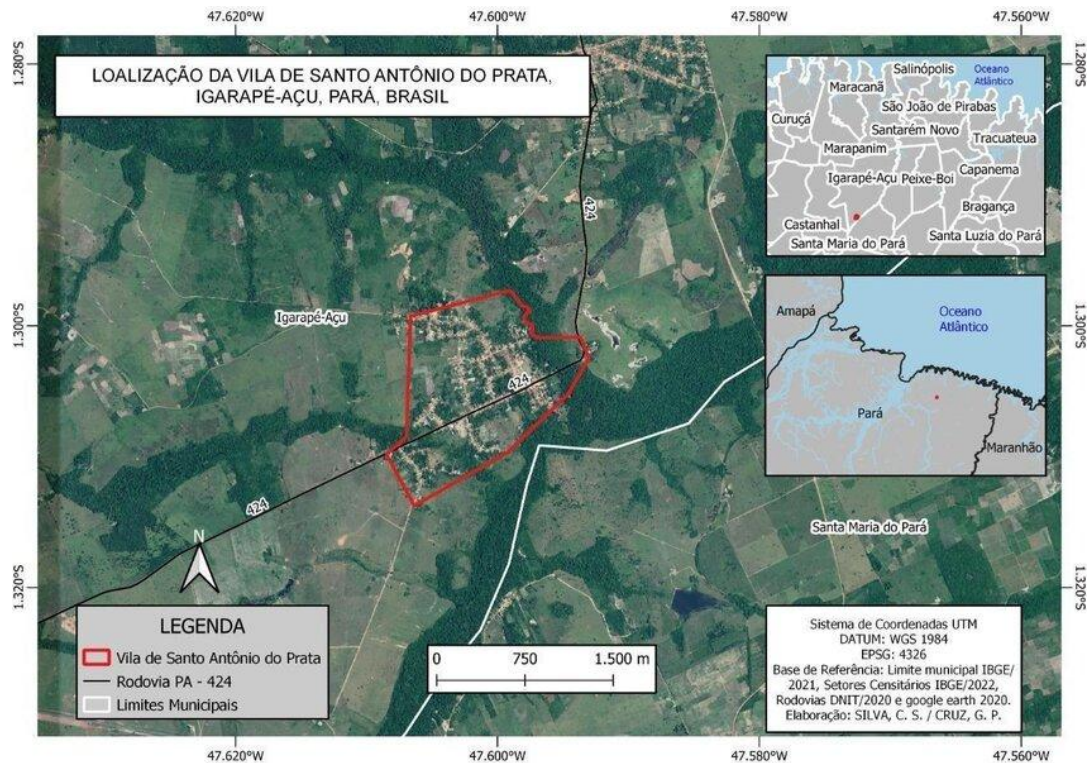 47.620°W
47.600°W
47.580°W
47.560°W
1.280°S
1.280°S
LOALIZAÇÃO DA VILA DE SANTO ANTÔNIO DO PRATA,
IGARAPÉ-AÇU, PARÁ, BRASIL
Salinópolis
Oceano
Atlântico
Maracanã
São João de Pirabas
Curuçá
Santarém Novo
Tracuateua
Marapanim
Capanema
Igarapé-Açu
Peixe-Boi
Bragança
Castanhal
Santa Luzia do Pará
Santa Maria do Pará
424
Igarapé-Açu
1.300°S
1.300°S
Amapá
Oceano
Atlântico
Pará
Maranhão
424
424
Santa Maria do Pará
N
1.320°S
1.320°S
LEGENDA
Vila de Santo Antônio do Prata
Rodovia PA - 424
Limites Municipais
0 750 1.500 m
Sistema de Coordenadas UTM
DATUM: WGS 1984
EPSG: 4326
Base de Referência: Limite municipal IBGE/
2021, Setores Censitários IBGE/2022,
Rodovias DNIT/2020 e google earth 2020.
Elaboração: SILVA, C. S. / CRUZ, G. P.
47.620°W
47.600°W
47.580°W
47.560°W